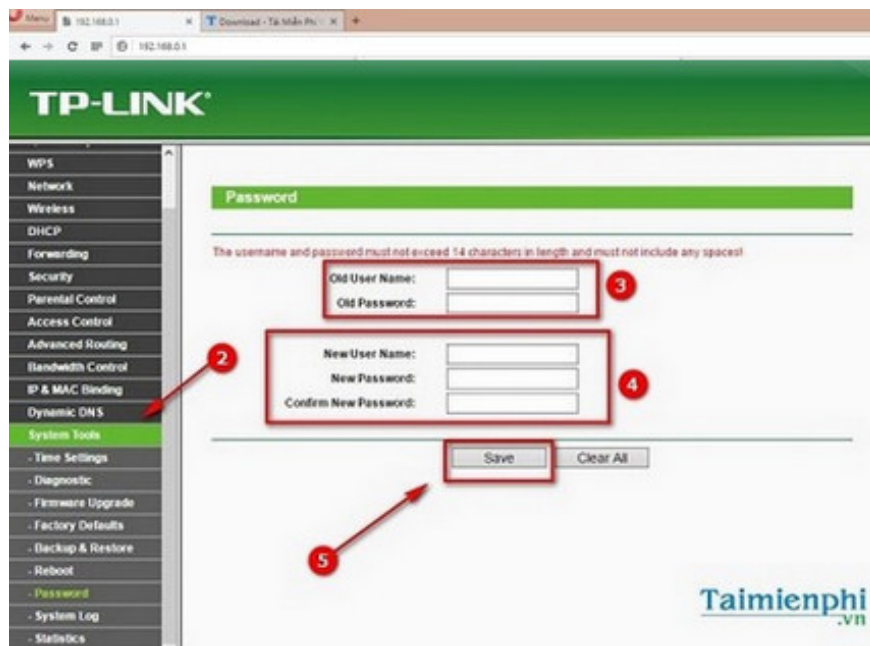 Menu
192.168.0.1
Download - Tải Miễn Phí
192.168.0.1
TP-LINK
WPS
Network
Wireless
DHCP
Forwarding
Security
Parental Control
Access Control
Advanced Routing
Bandwidth Control
IP & MAC Binding
Dynamic DNS
System Tools
- Time Settings
- Diagnostic
- Firmware Upgrade
- Factory Defaults
- Backup & Restore
- Reboot
- Password
- System Log
- Statistics
Password
The username and password must not exceed 14 characters in length and must not include any spaces!
Old User Name:
Old Password:
3
New User Name:
New Password:
Confirm New Password:
4
2
Save
Clear All
5
Taimienphi
.vn